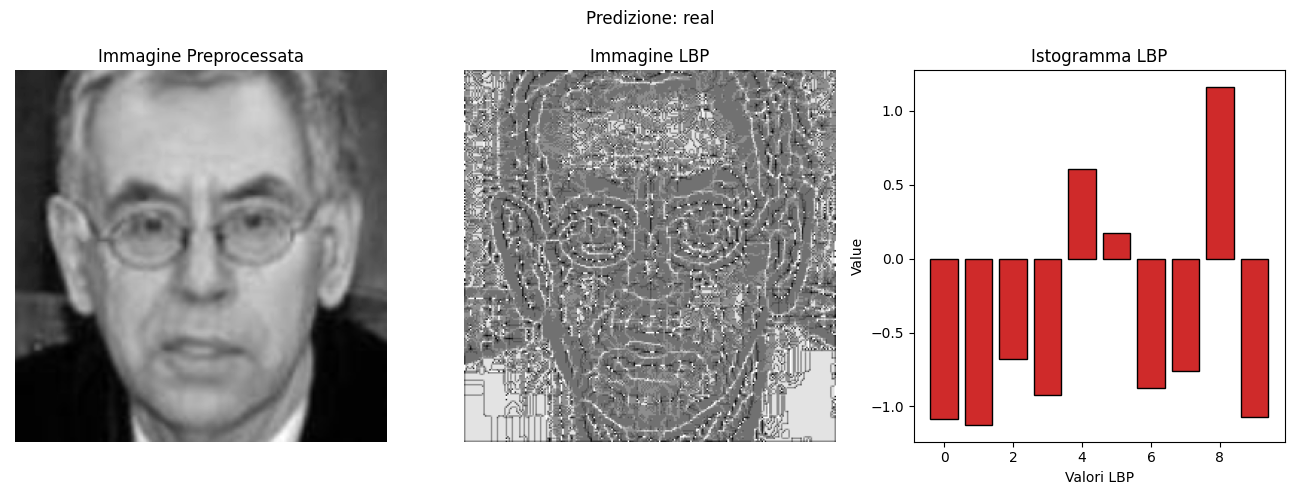 Predizione: real
Immagine Preprocessata
Immagine LBP
Istogramma LBP
Value
1.0
0.5
0.0
−0.5
−1.0
0 2 4 6 8
Valori LBP